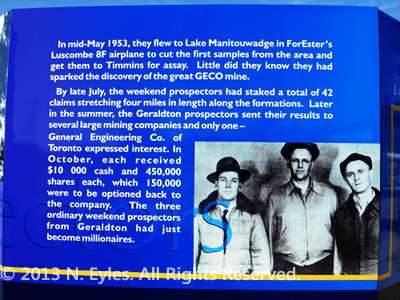 In mid-May 1953, they flew to Lake Manitouwadge in ForEster's
Luscombe 8F airplane to cut the first samples from the area and
get them to Timmins for assay. Little did they know they had
sparked the discovery of the great GECO mine.
By late July, the weekend prospectors had staked a total of 42
claims stretching four miles in length along the formations. Later
in the summer, the Geraldton prospectors sent their results to
several large mining companies and only one –
General Engineering Co. of
Toronto expressed interest. In
October, each received
$10 000 cash and 450,000
shares each, which 150,000
were to be optioned back to
the company. The three
ordinary weekend prospectors
from Geraldton had just
become millionaires.
ectors
© 2013 N. Eyles. All Rights Reserved.